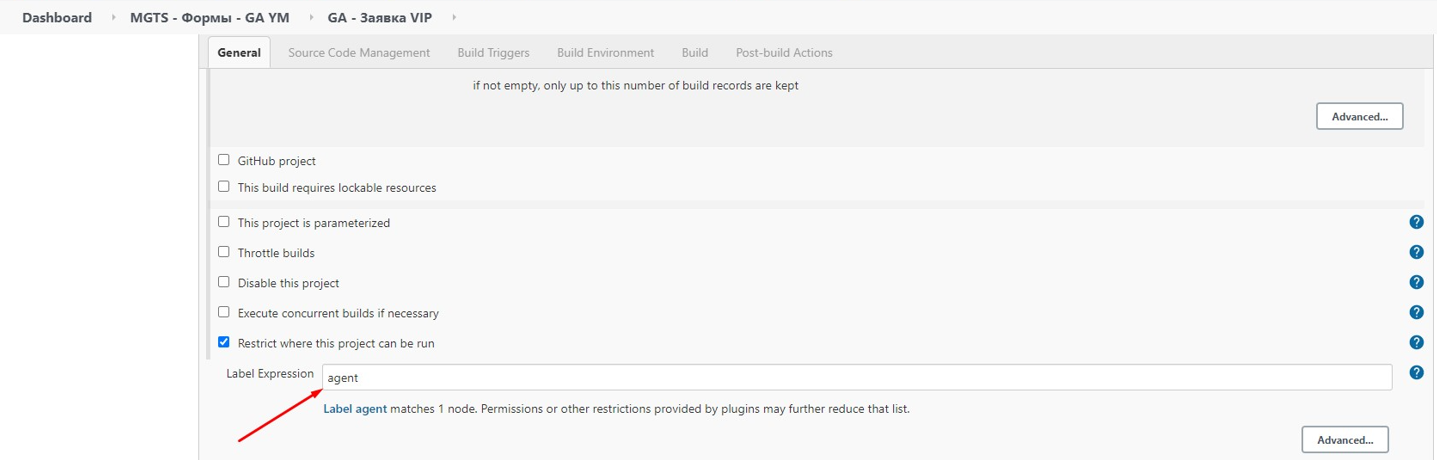 Dashboard MGTS - Формы - GA YM GA - Заявка VIP
General Source Code Management Build Triggers Build Environment Build Post-build Actions
if not empty, only up to this number of build records are kept
Advanced...
GitHub project
This build requires lockable resources
This project is parameterized
Throttle builds
Disable this project
Execute concurrent builds if necessary
Restrict where this project can be run
Label Expression agent
Label agent matches 1 node. Permissions or other restrictions provided by plugins may further reduce that list.
Advanced...